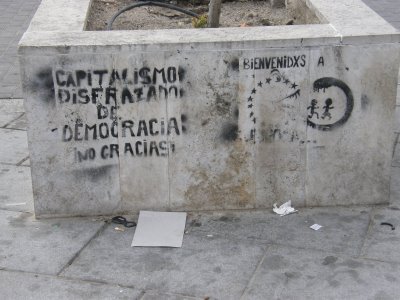 CAPITALISMO
DISFRAZADO
DE
DEMOCRACIA
¡NO GRACIAS!
BIENVENIDXS A